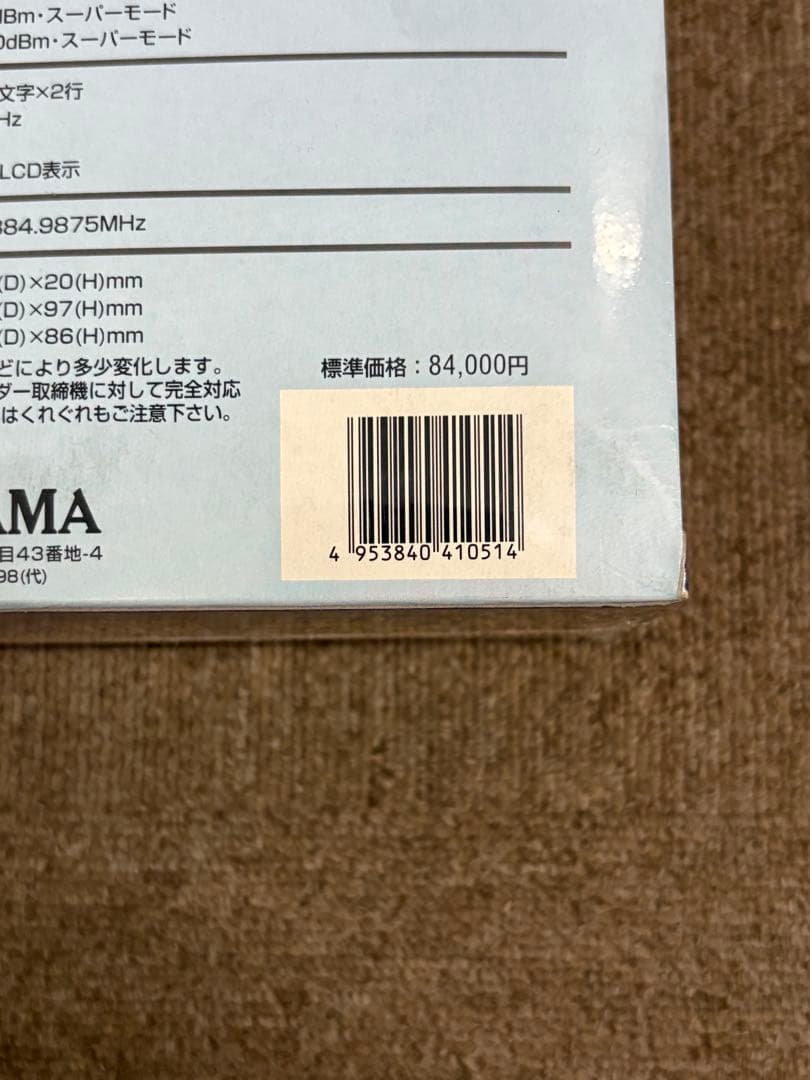 dBm・スーパーモード
0dBm・スーパーモード
文字×2行
Hz
LCD表示
384.9875MHz
(D)×20(H)mm
(D)×97(H)mm
(D)×86(H)mm
どにより多少変化します。
ダー取締機に対して完全対応
はくれぐれもご注意下さい。
標準価格：84,000円
4 953840 410514
AMA
目43番地-4
98(代)